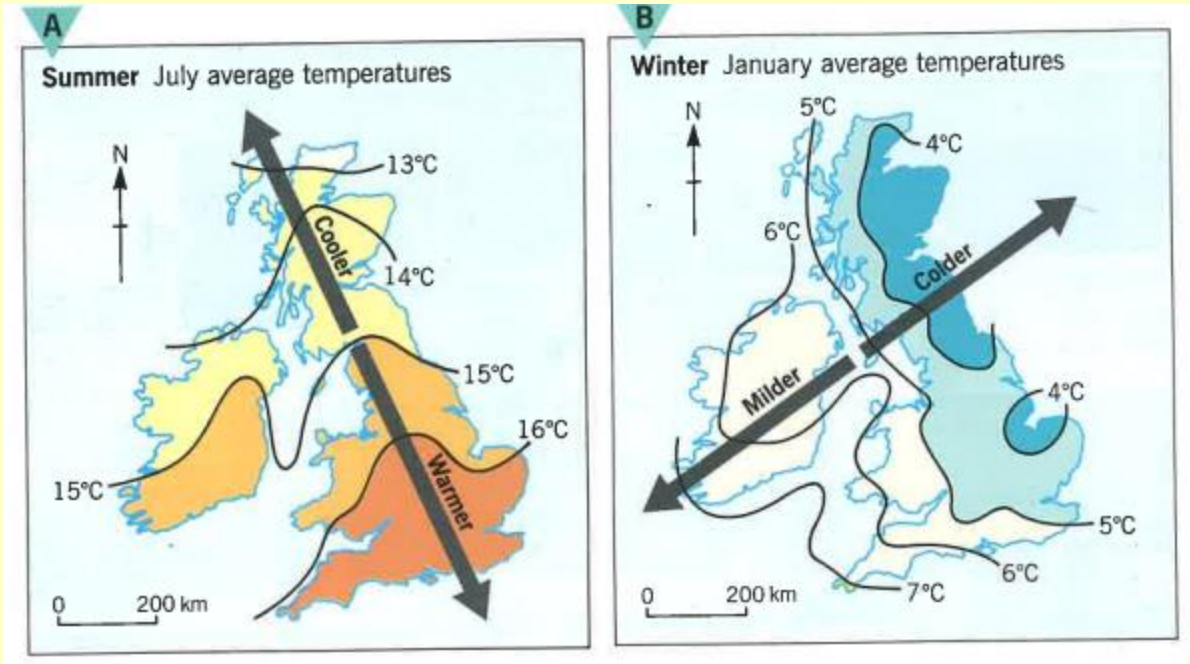 A
Summer July average temperatures
N
13°C
Cooler
14°C
15°C
16°C
Warmer
15°C
0 200 km
B
Winter January average temperatures
N
5°C
4°C
6°C
Colder
Milder
4°C
5°C
6°C
7°C
0 200 km